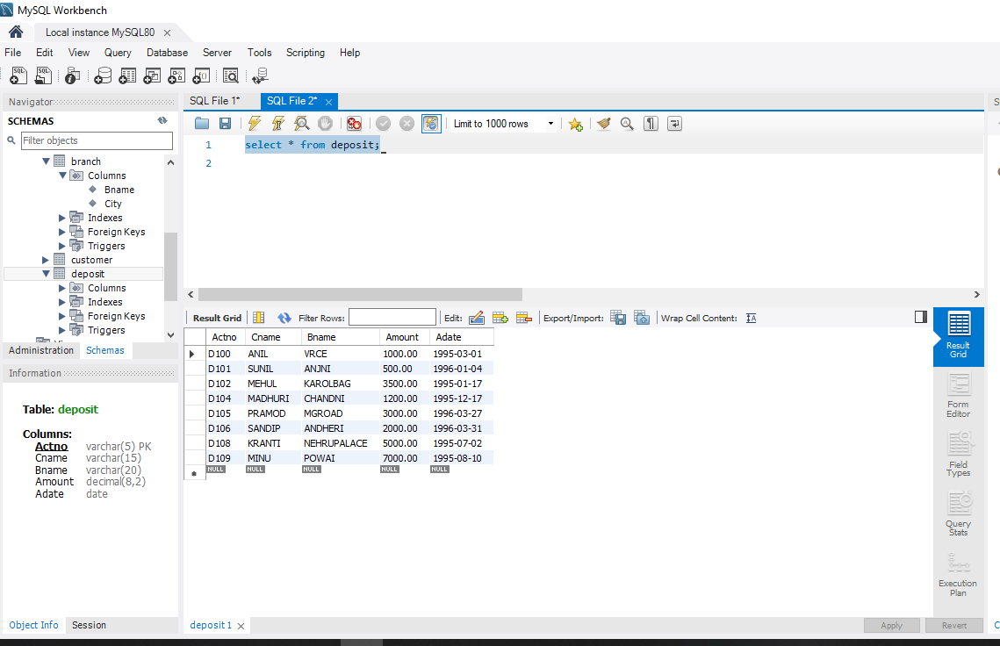 MySQL Workbench
Local instance MySQL80
File Edit View Query Database Server Tools Scripting Help
Navigator
SCHEMAS
Filter objects
branch
Columns
Bname
City
Indexes
Foreign Keys
Triggers
customer
deposit
Columns
Indexes
Foreign Keys
Triggers
Administration Schemas
Information
Table: deposit
Columns:
Actno varchar(5) PK
Cname varchar(15)
Bname varchar(20)
Amount decimal(8,2)
Adate date
Object Info Session
SQL File 1* SQL File 2*
Limit to 1000 rows
1 select * from deposit;
2
Result Grid Filter Rows: Edit: Export/Import: Wrap Cell Content:
Actno Cname Bname Amount Adate
D100 ANIL VRCE 1000.00 1995-03-01
D101 SUNIL ANJNI 500.00 1996-01-04
D102 MEHUL KAROLBAG 3500.00 1995-01-17
D104 MADHURI CHANDNI 1200.00 1995-12-17
D105 PRAMOD MGROAD 3000.00 1996-03-27
D106 SANDIP ANDHERI 2000.00 1996-03-31
D108 KRANTI NEHRUPALACE 5000.00 1995-07-02
D109 MINU POWAI 7000.00 1995-08-10
NULL NULL NULL NULL NULL
Result
Grid
Form
Editor
Field
Types
Query
Stats
Execution
Plan
deposit 1
Apply Revert